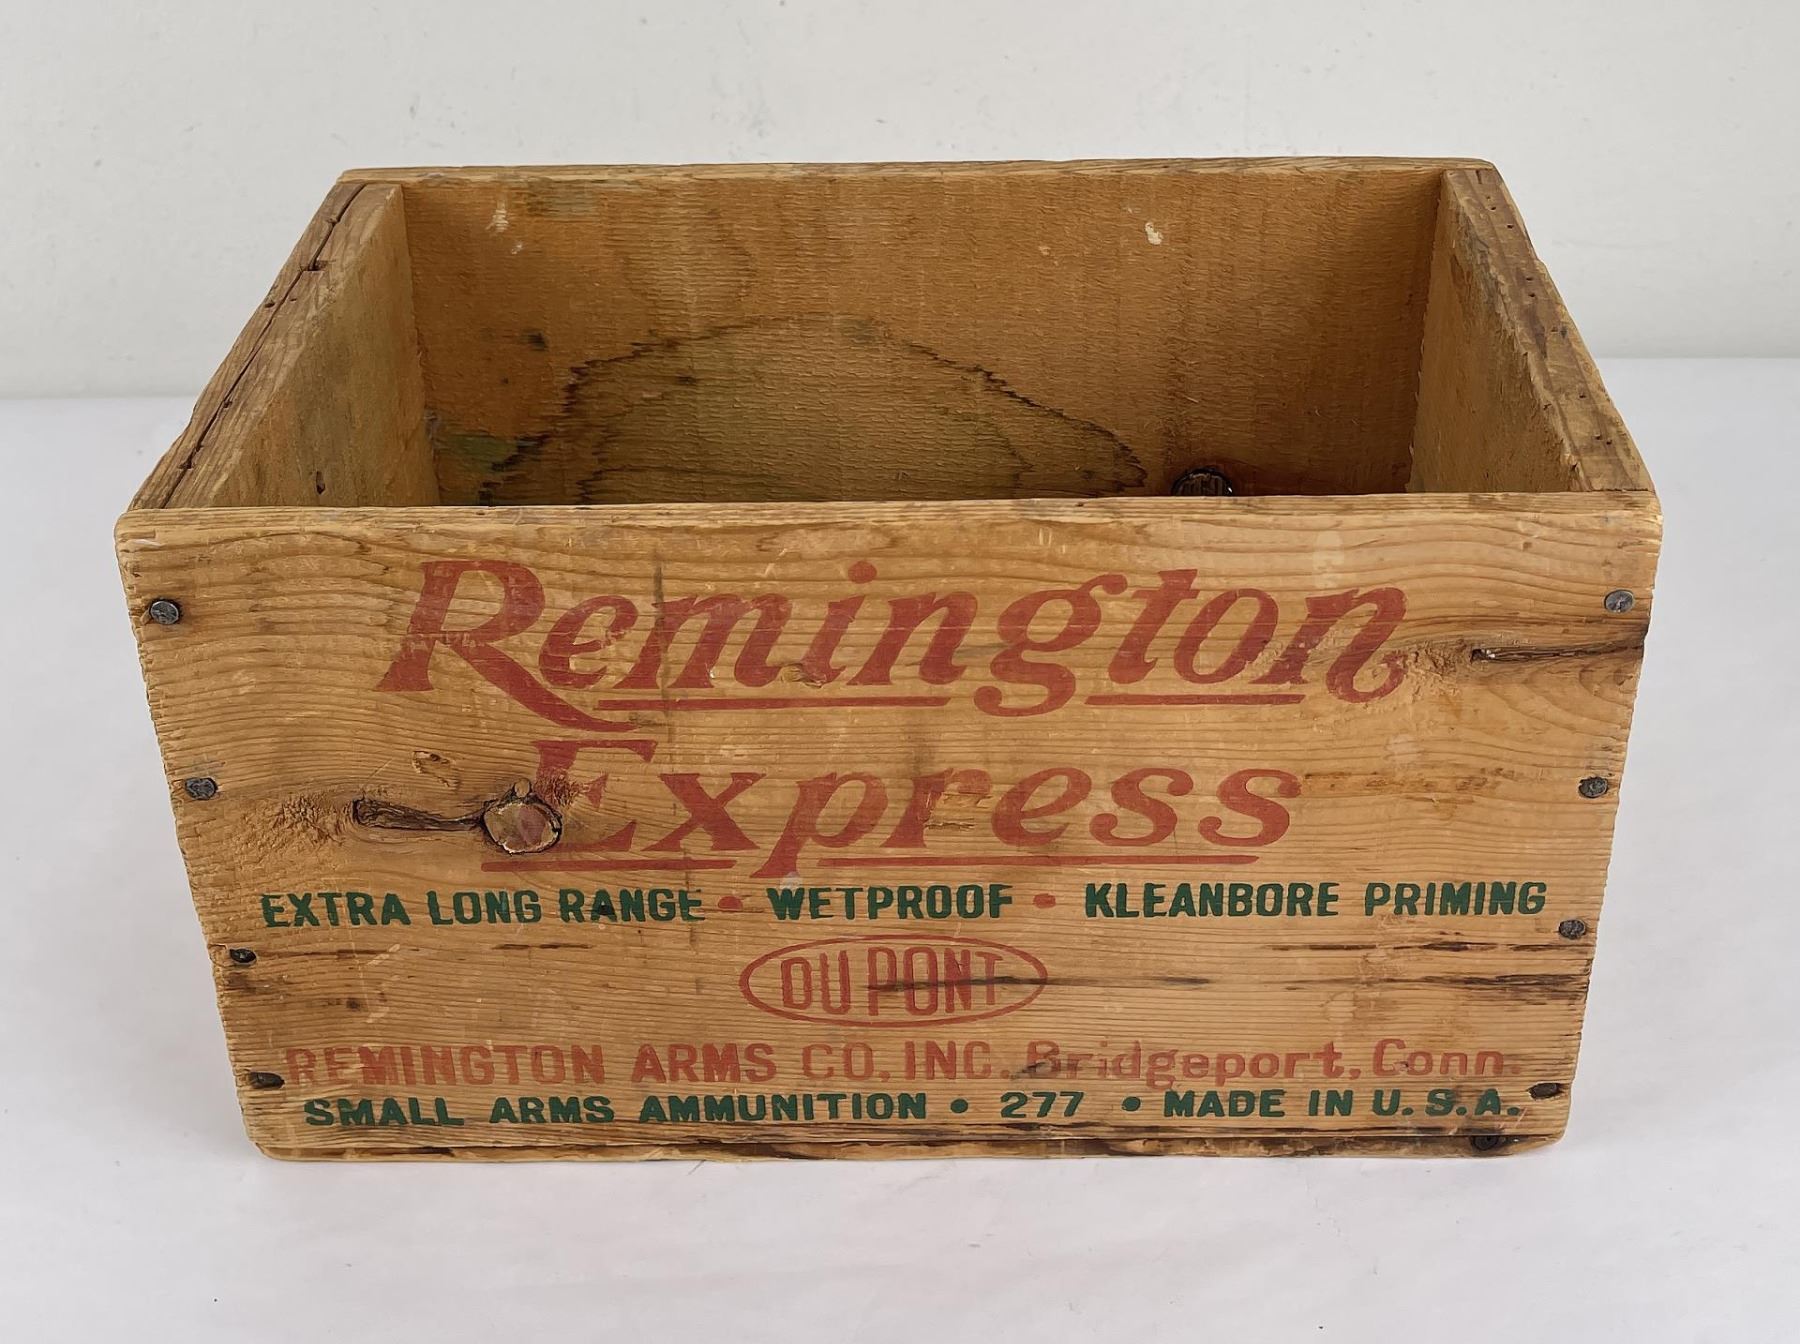 Remington
Express
EXTRA LONG RANGE • WETPROOF • KLEANBORE PRIMING
DU PONT
REMINGTON ARMS CO., INC. Bridgeport, Conn.
SMALL ARMS AMMUNITION • 277 • MADE IN U.S.A.